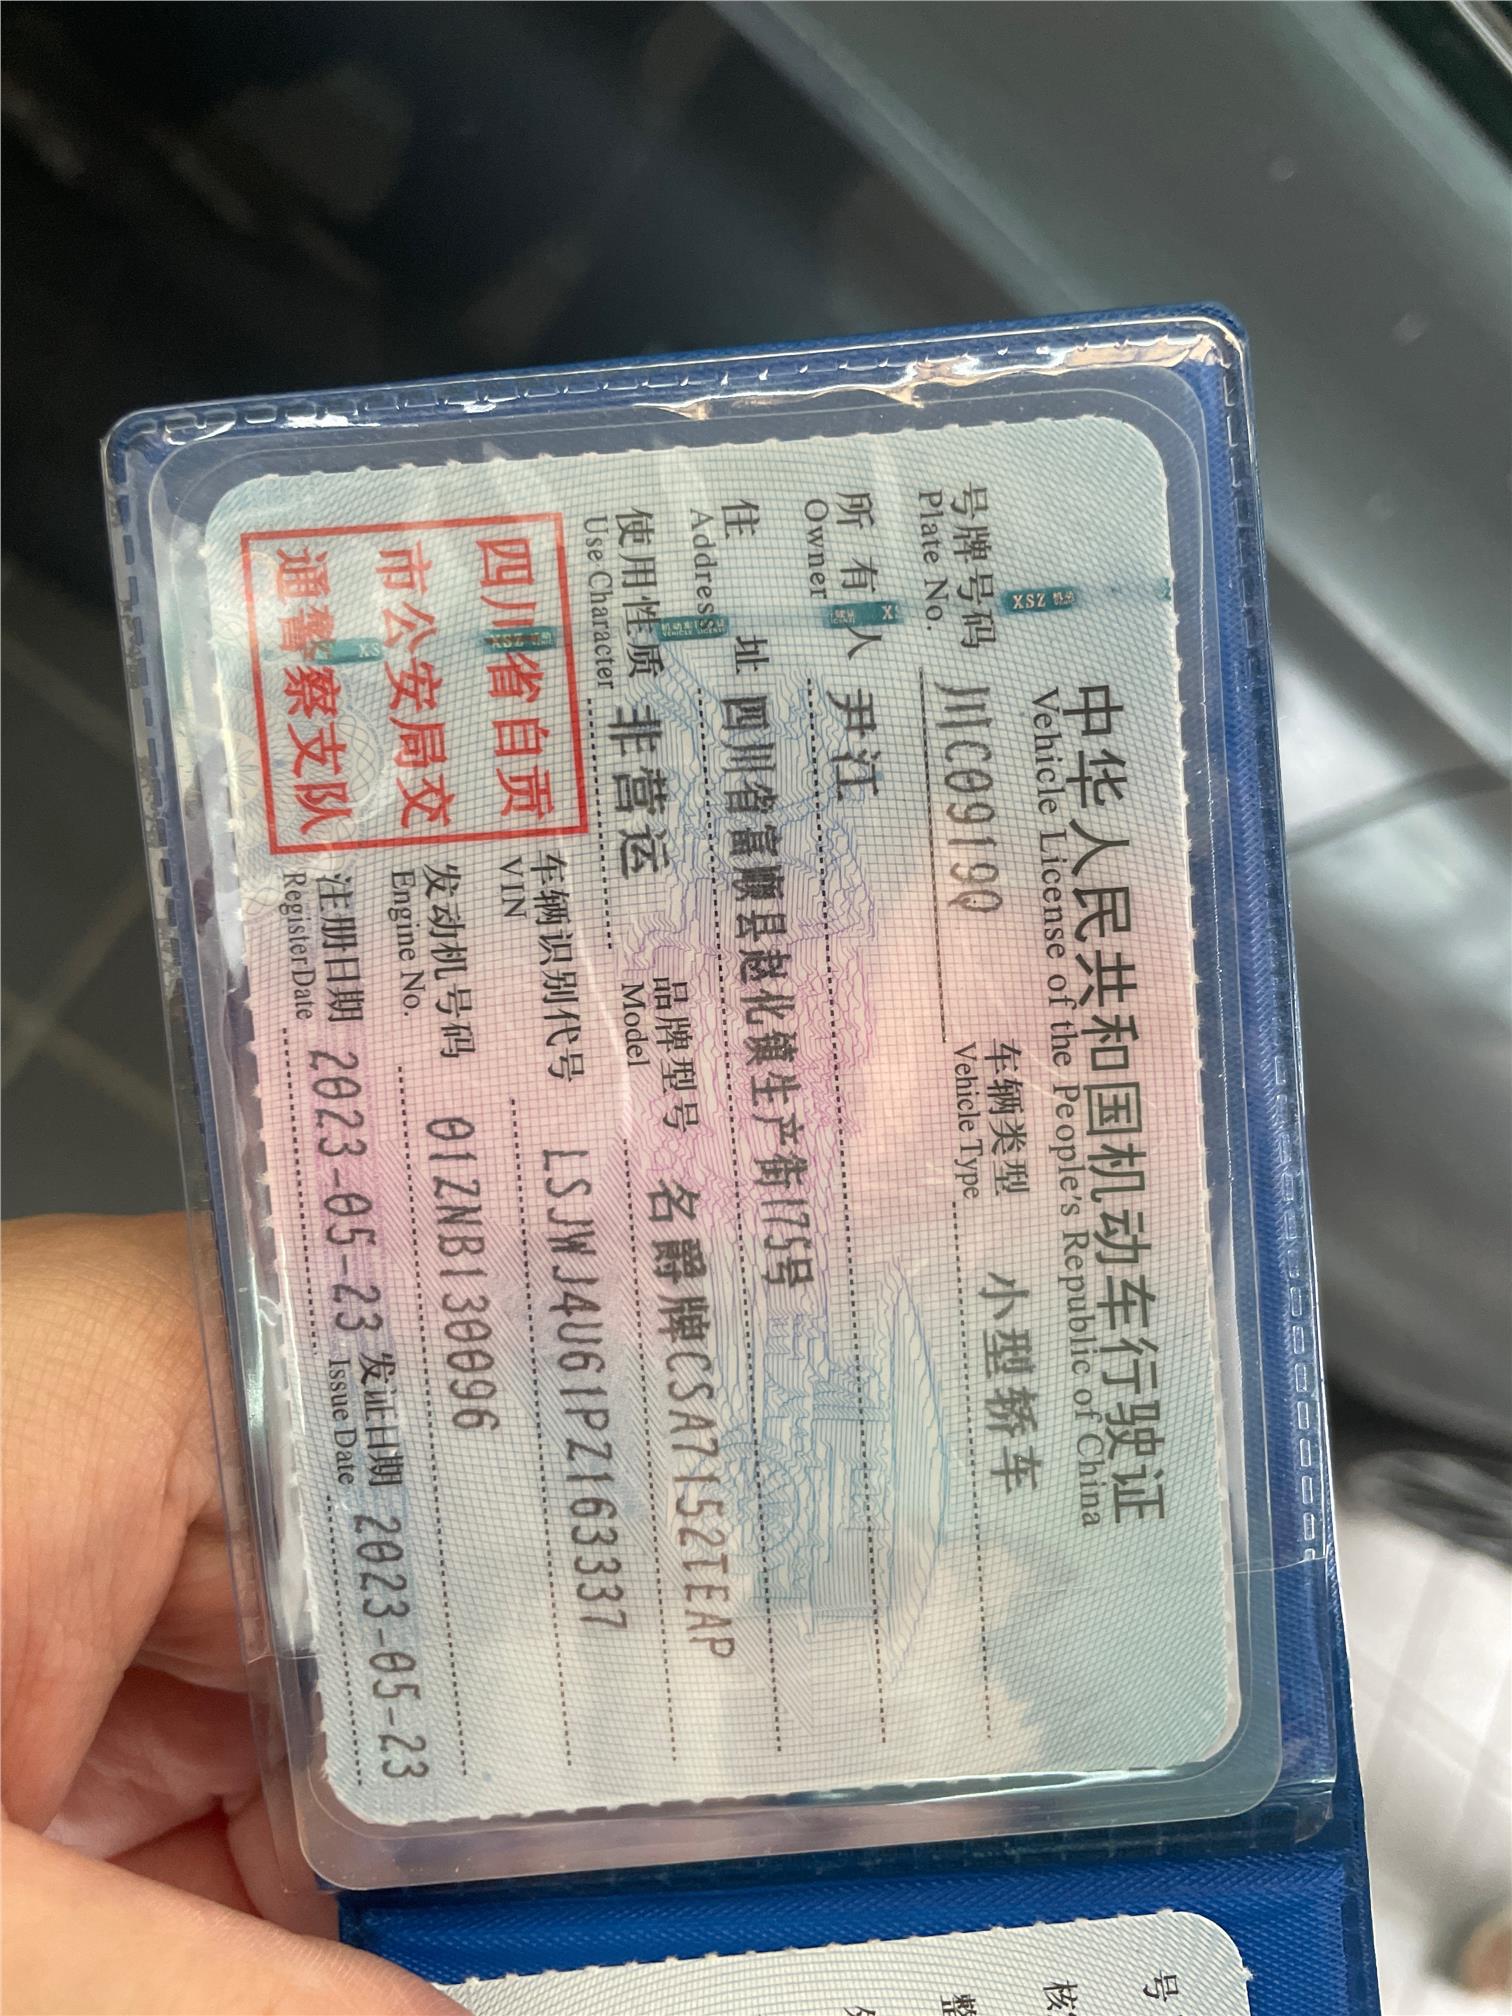 中华人民共和国机动车行驶证
Vehicle License of the People's Republic of China
号牌号码 川C09190 车辆类型 小型轿车
Plate No. Vehicle Type
所有人 尹江
Owner
住址 四川省富顺县赵化镇生产街175号
Address
使用性质 非营运 品牌型号 名爵牌CSA7152TEAP
Use Character Model
四川省自贡
市公安局交
通警察支队
车辆识别代号 LSJWJ4U61PZ163337
VIN
发动机号码 01ZNB130096
Engine No.
注册日期 2023-05-23 发证日期 2023-05-23
Register Date Issue Date
XSZ
XSZ
号
核
整